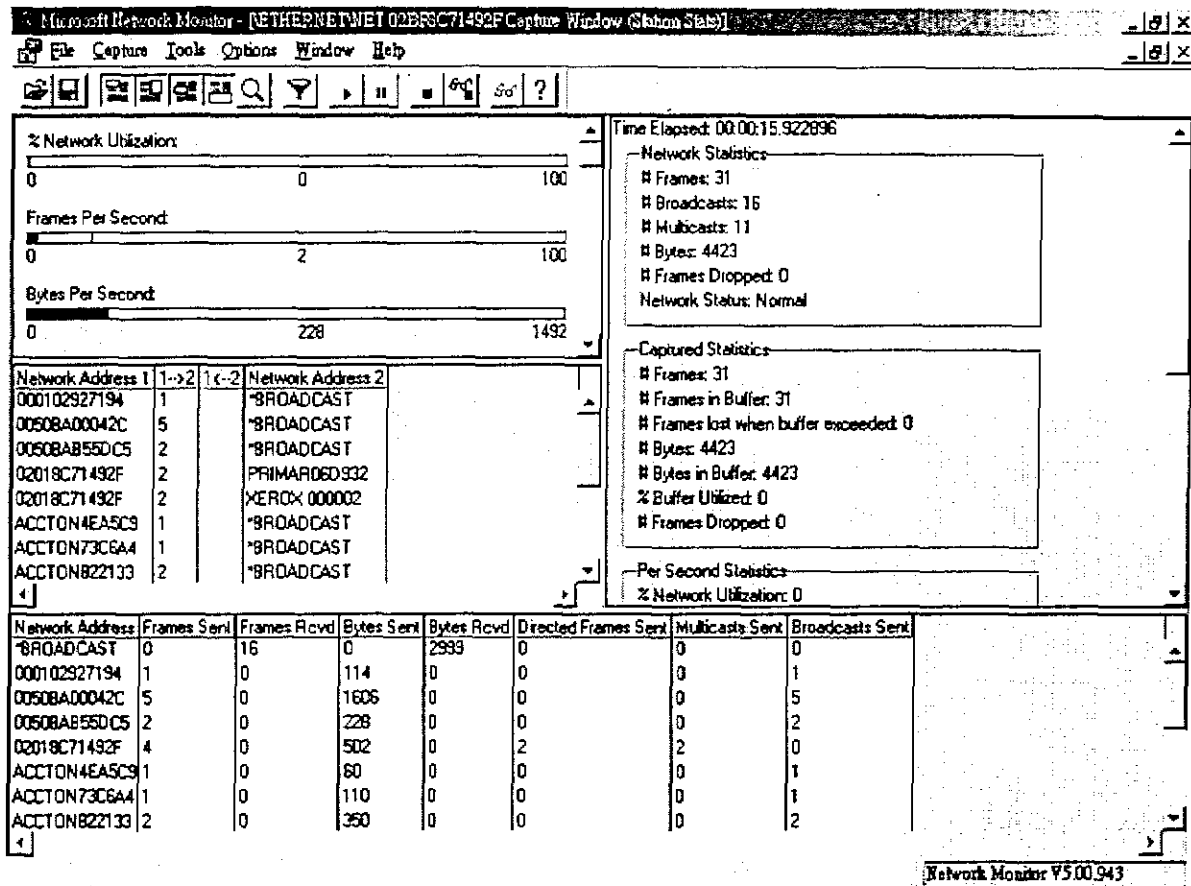 Microsoft Network Monitor - [\ETHERNET\NET 02BF8C71492F Capture Window (Station Stats)]
File Capture Tools Options Window Help
% Network Utilization:
0 0 100
Frames Per Second:
0 2 100
Bytes Per Second:
0 228 1492
Time Elapsed: 00:00:15.922896
Network Statistics
# Frames: 31
# Broadcasts: 16
# Multicasts: 11
# Bytes: 4423
# Frames Dropped: 0
Network Status: Normal
Captured Statistics
# Frames: 31
# Frames in Buffer: 31
# Frames lost when buffer exceeded: 0
# Bytes: 4423
# Bytes in Buffer: 4423
% Buffer Utilized: 0
# Frames Dropped: 0
Per Second Statistics
% Network Utilization: 0
Network Address 1 1-->2 1<--2 Network Address 2
000102927194 1 *BROADCAST
00508A00042C 5 *BROADCAST
00508AB55DC5 2 *BROADCAST
02018C71492F 2 PRIMAR06D932
02018C71492F 2 XEROX 000002
ACCTON4EA5C9 1 *BROADCAST
ACCTON73C6A4 1 *BROADCAST
ACCTON822133 2 *BROADCAST
Network Address Frames Sent Frames Rcvd Bytes Sent Bytes Rcvd Directed Frames Sent Multicasts Sent Broadcasts Sent
*BROADCAST 0 16 0 2999 0 0 0
000102927194 1 0 114 0 0 0 1
00508A00042C 5 0 1606 0 0 0 5
00508AB55DC5 2 0 228 0 0 0 2
02018C71492F 4 0 502 0 2 2 0
ACCTON4EA5C9 1 0 60 0 0 0 1
ACCTON73C6A4 1 0 110 0 0 0 1
ACCTON822133 2 0 350 0 0 0 2
Network Monitor V5.00.943